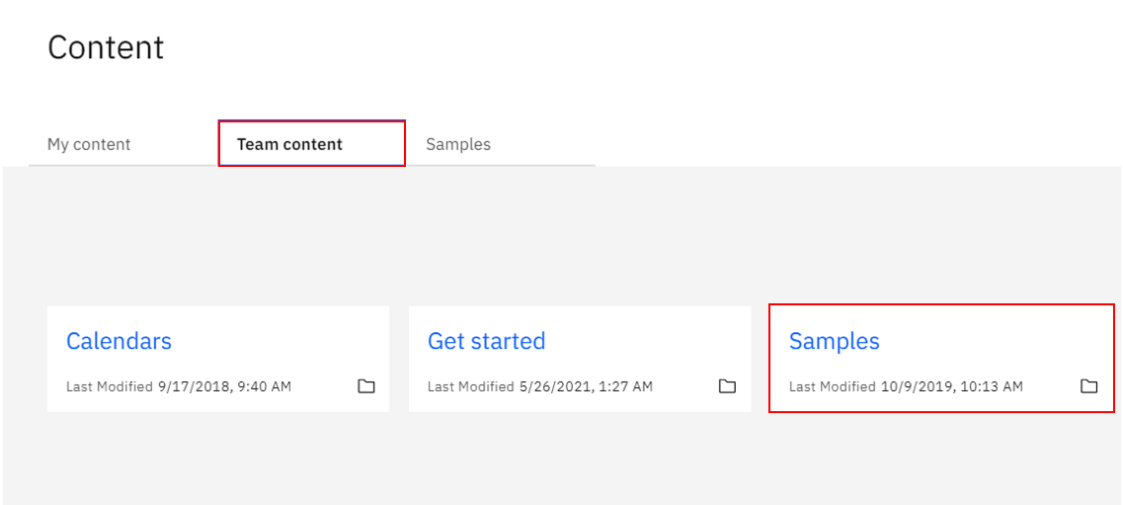 Content
My content
Team content
Samples
Calendars
Last Modified 9/17/2018, 9:40 AM
Get started
Last Modified 5/26/2021, 1:27 AM
Samples
Last Modified 10/9/2019, 10:13 AM